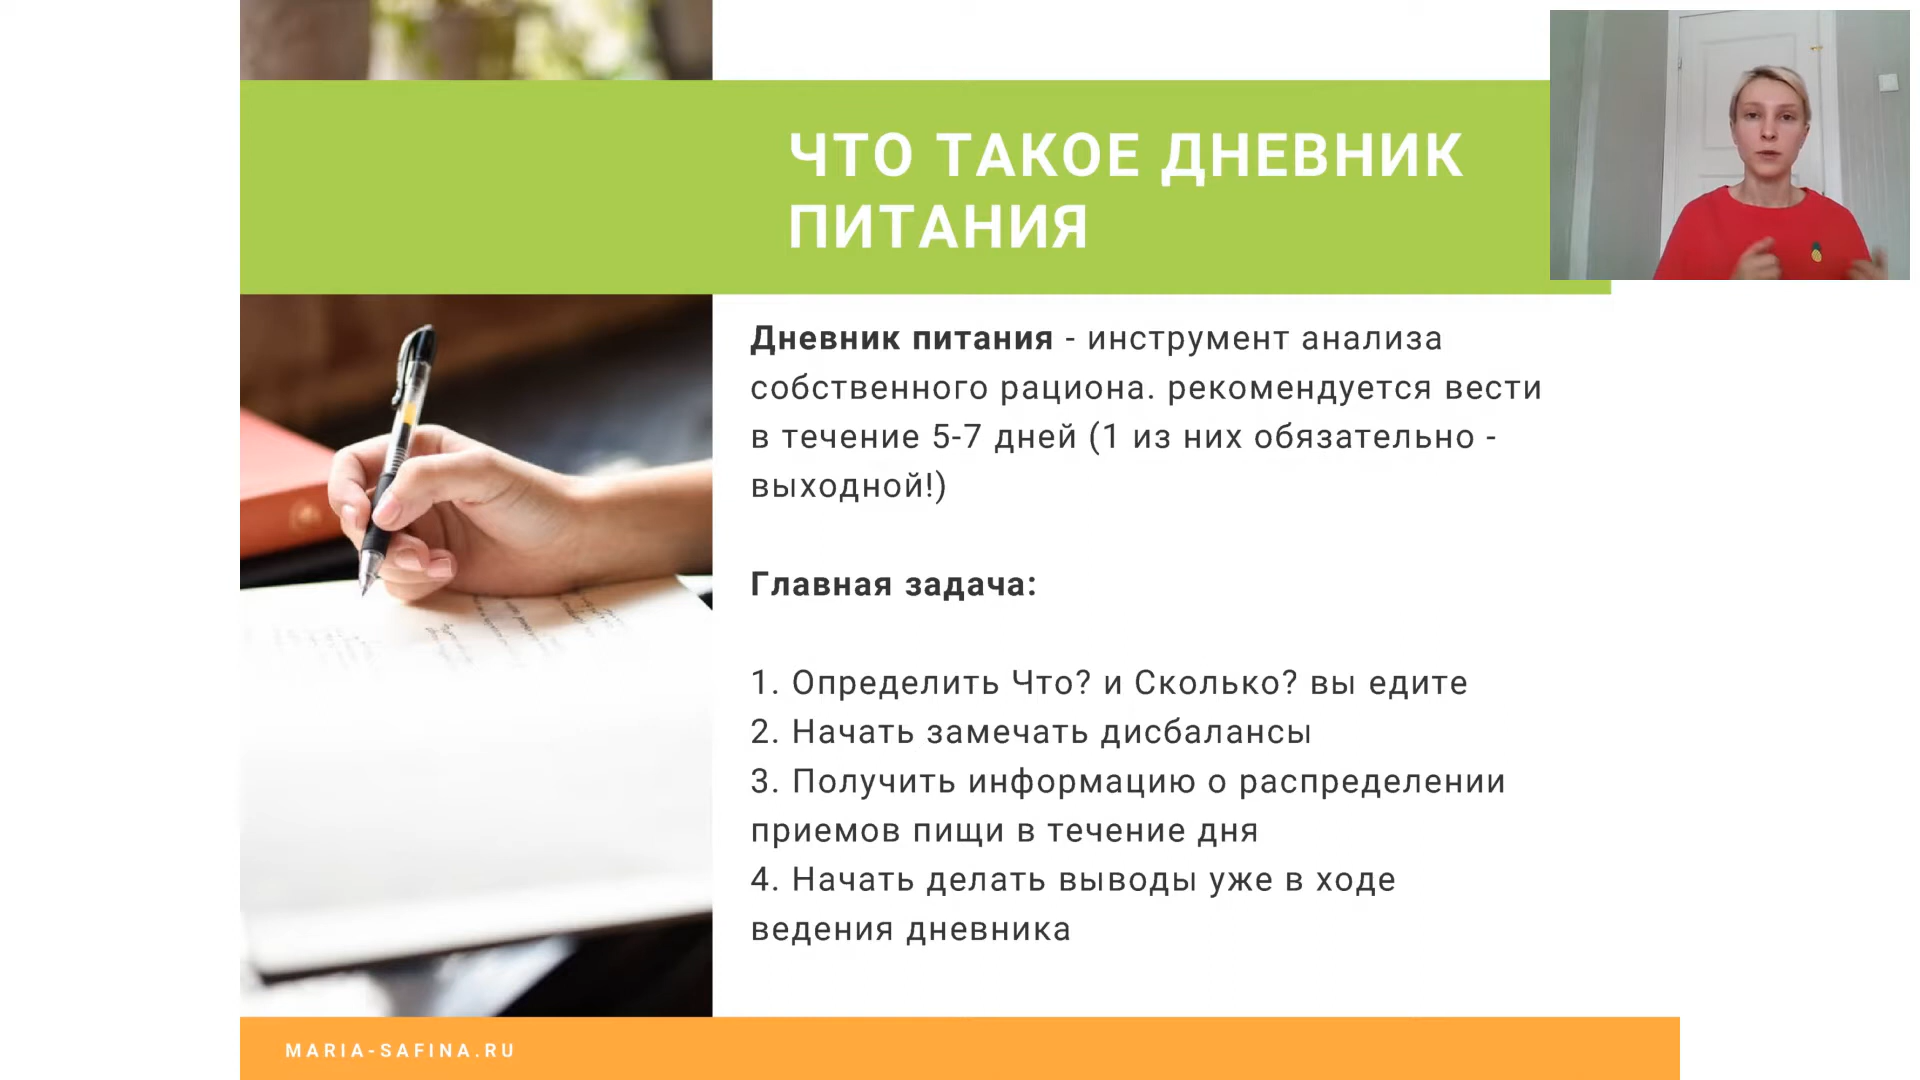 ЧТО ТАКОЕ ДНЕВНИК
ПИТАНИЯ
Дневник питания - инструмент анализа
собственного рациона. рекомендуется вести
в течение 5-7 дней (1 из них обязательно -
выходной!)
Главная задача:
1. Определить Что? и Сколько? вы едите
2. Начать замечать дисбалансы
3. Получить информацию о распределении
приемов пищи в течение дня
4. Начать делать выводы уже в ходе
ведения дневника
MARIA-SAFINA.RU